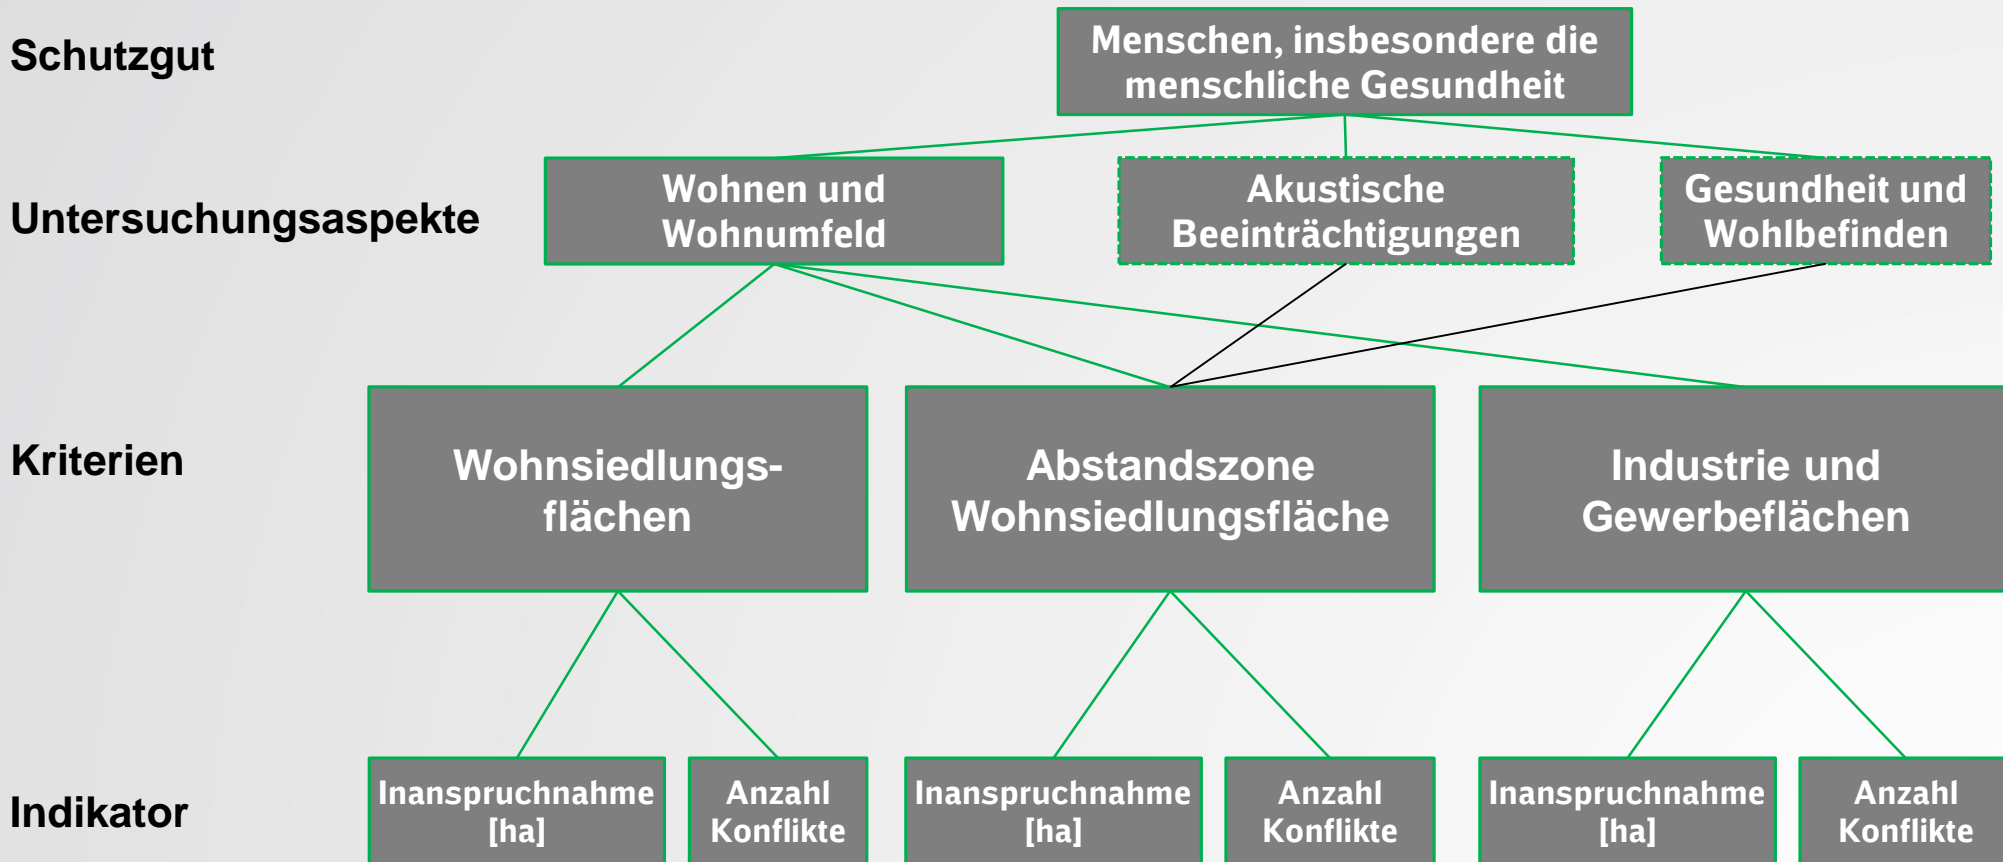 Schutzgut
Menschen, insbesondere die
menschliche Gesundheit
Untersuchungsaspekte
Wohnen und
Wohnumfeld
Akustische
Beeinträchtigungen
Gesundheit und
Wohlbefinden
Kriterien
Wohnsiedlungs-
flächen
Abstandszone
Wohnsiedlungsfläche
Industrie und
Gewerbeflächen
Indikator
Inanspruchnahme
[ha]
Anzahl
Konflikte
Inanspruchnahme
[ha]
Anzahl
Konflikte
Inanspruchnahme
[ha]
Anzahl
Konflikte